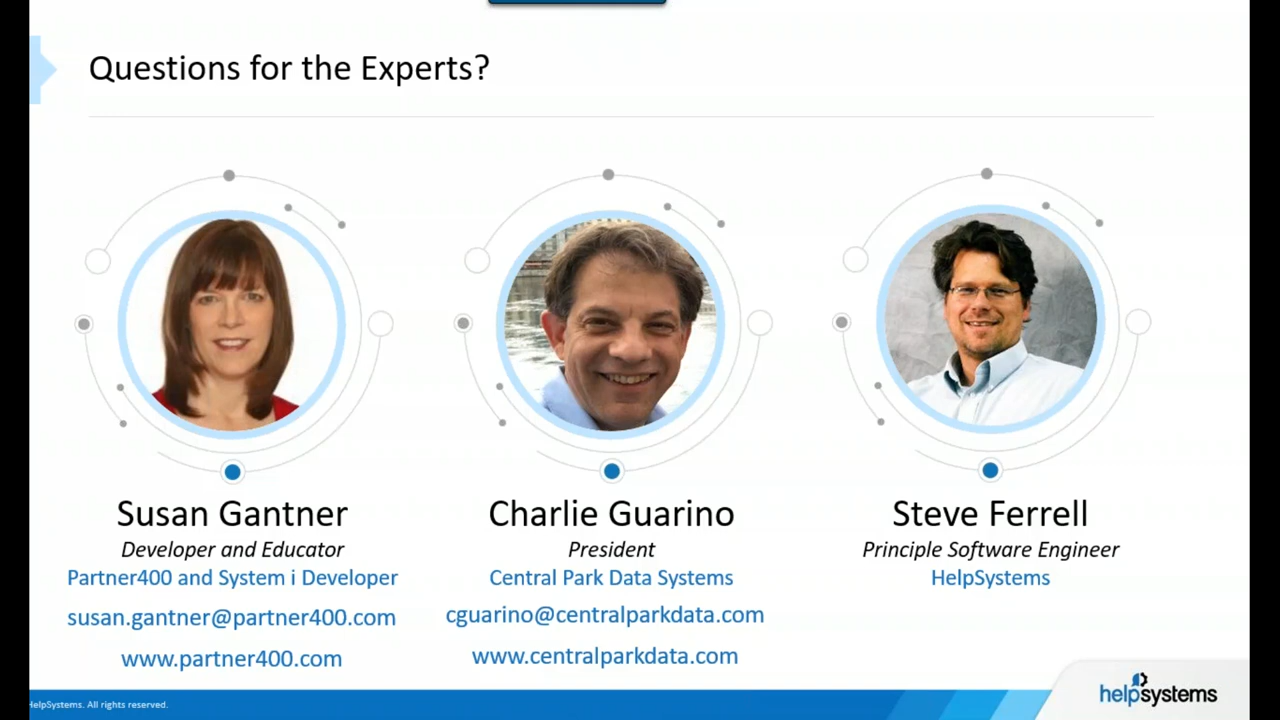 Questions for the Experts?
Susan Gantner
Developer and Educator
Partner400 and System i Developer
susan.gantner@partner400.com
www.partner400.com
Charlie Guarino
President
Central Park Data Systems
cguarino@centralparkdata.com
www.centralparkdata.com
Steve Ferrell
Principle Software Engineer
HelpSystems
HelpSystems. All rights reserved.
helpsystems